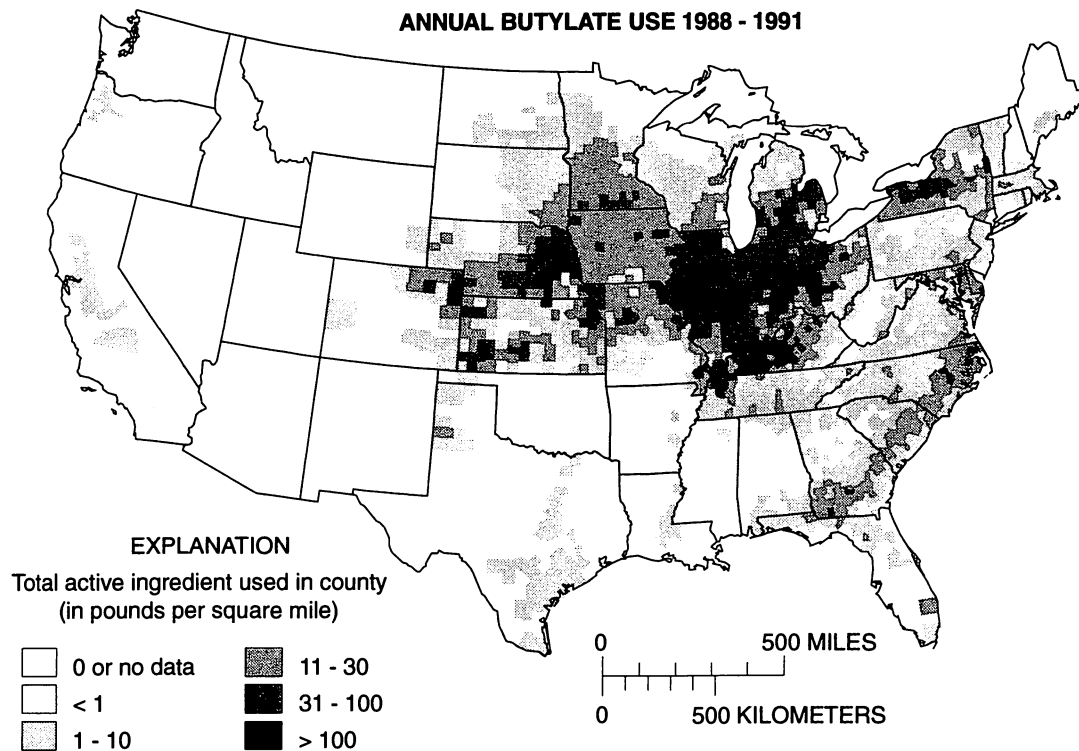 ANNUAL BUTYLATE USE 1988 - 1991
EXPLANATION
Total active ingredient used in county
(in pounds per square mile)
0 or no data
< 1
1 - 10
11 - 30
31 - 100
> 100
0 500 MILES
0 500 KILOMETERS